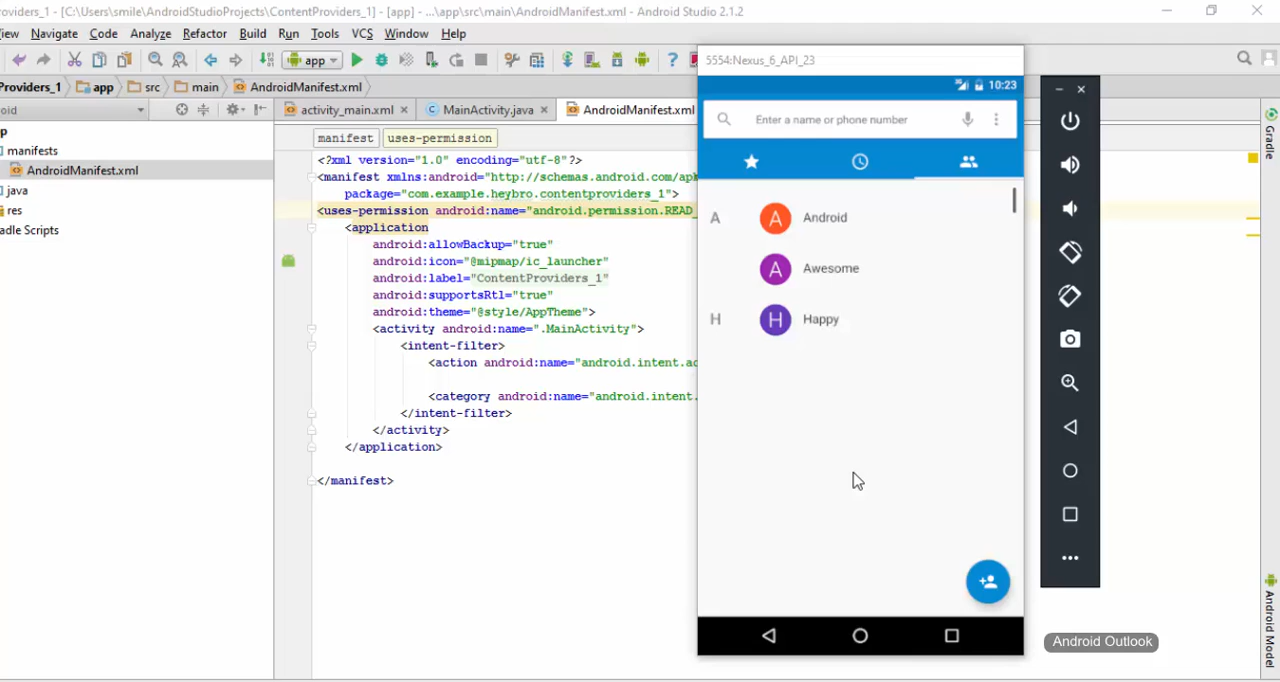 roviders_1 - [C:\Users\smile\AndroidStudioProjects\ContentProviders_1] - [app] - ...\app\src\main\AndroidManifest.xml - Android Studio 2.1.2
iew Navigate Code Analyze Refactor Build Run Tools VCS Window Help
app
Providers_1 app src main AndroidManifest.xml
oid
activity_main.xml MainActivity.java AndroidManifest.xml
p
manifests
AndroidManifest.xml
java
res
adle Scripts
manifest uses-permission
<?xml version="1.0" encoding="utf-8"?>
<manifest xmlns:android="http://schemas.android.com/apk
package="com.example.heybro.contentproviders_1">
<uses-permission android:name="android.permission.READ_
<application
android:allowBackup="true"
android:icon="@mipmap/ic_launcher"
android:label="ContentProviders_1"
android:supportsRtl="true"
android:theme="@style/AppTheme">
<activity android:name=".MainActivity">
<intent-filter>
<action android:name="android.intent.ac
<category android:name="android.intent.
</intent-filter>
</activity>
</application>
</manifest>
5554:Nexus_6_API_23
10:23
Enter a name or phone number
A A Android
A Awesome
H H Happy
Android Outlook
Gradle
Android Model